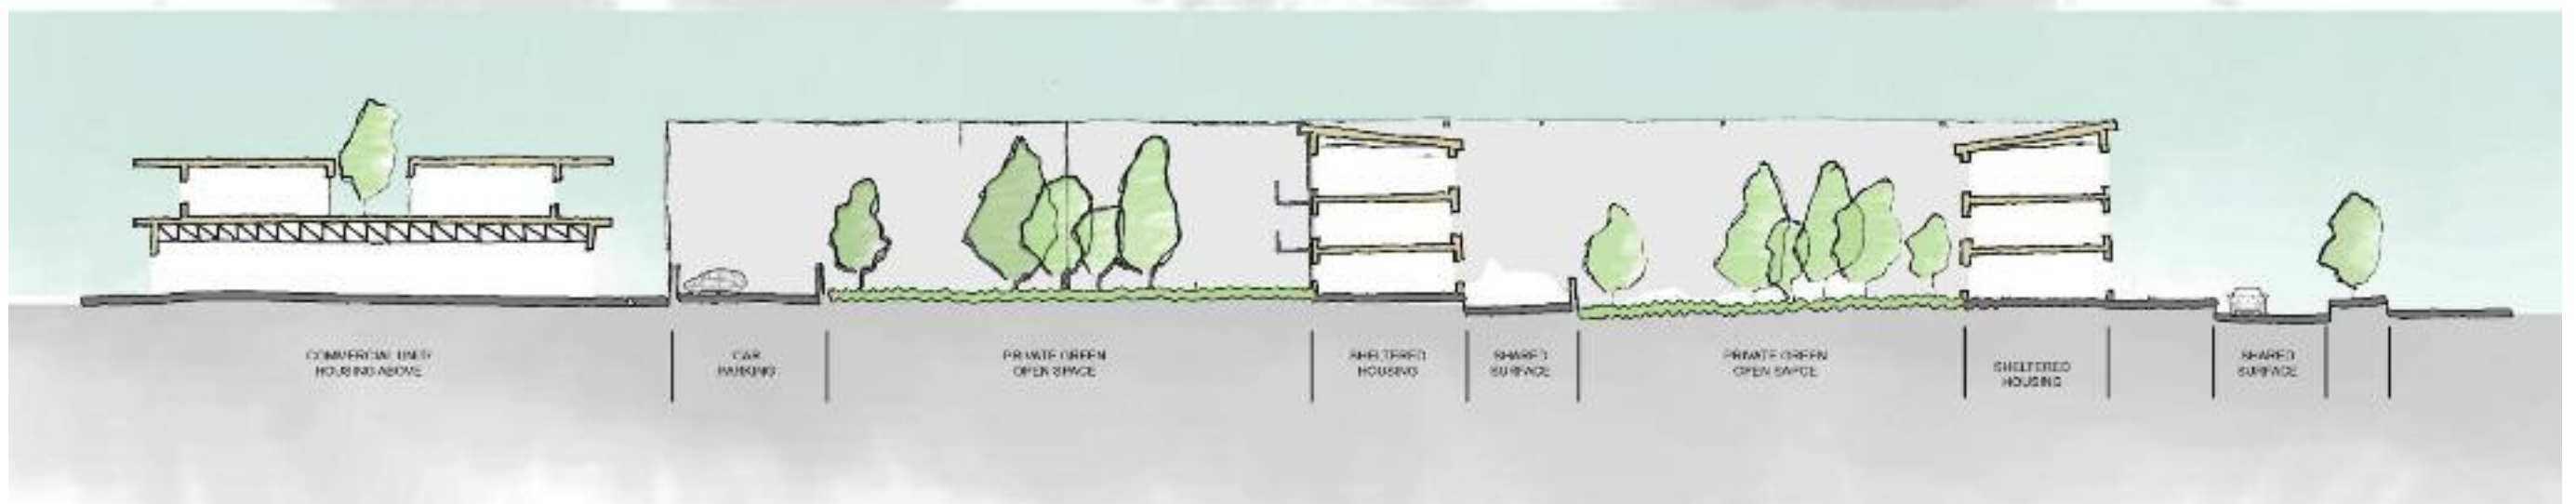 COMMERCIAL UNIT/
HOUSING ABOVE
CAR
PARKING
PRIVATE GREEN
OPEN SPACE
SHELTERED
HOUSING
SHARED
SURFACE
PRIVATE GREEN
OPEN SAPCE
SHELTERED
HOUSING
SHARED
SURFACE